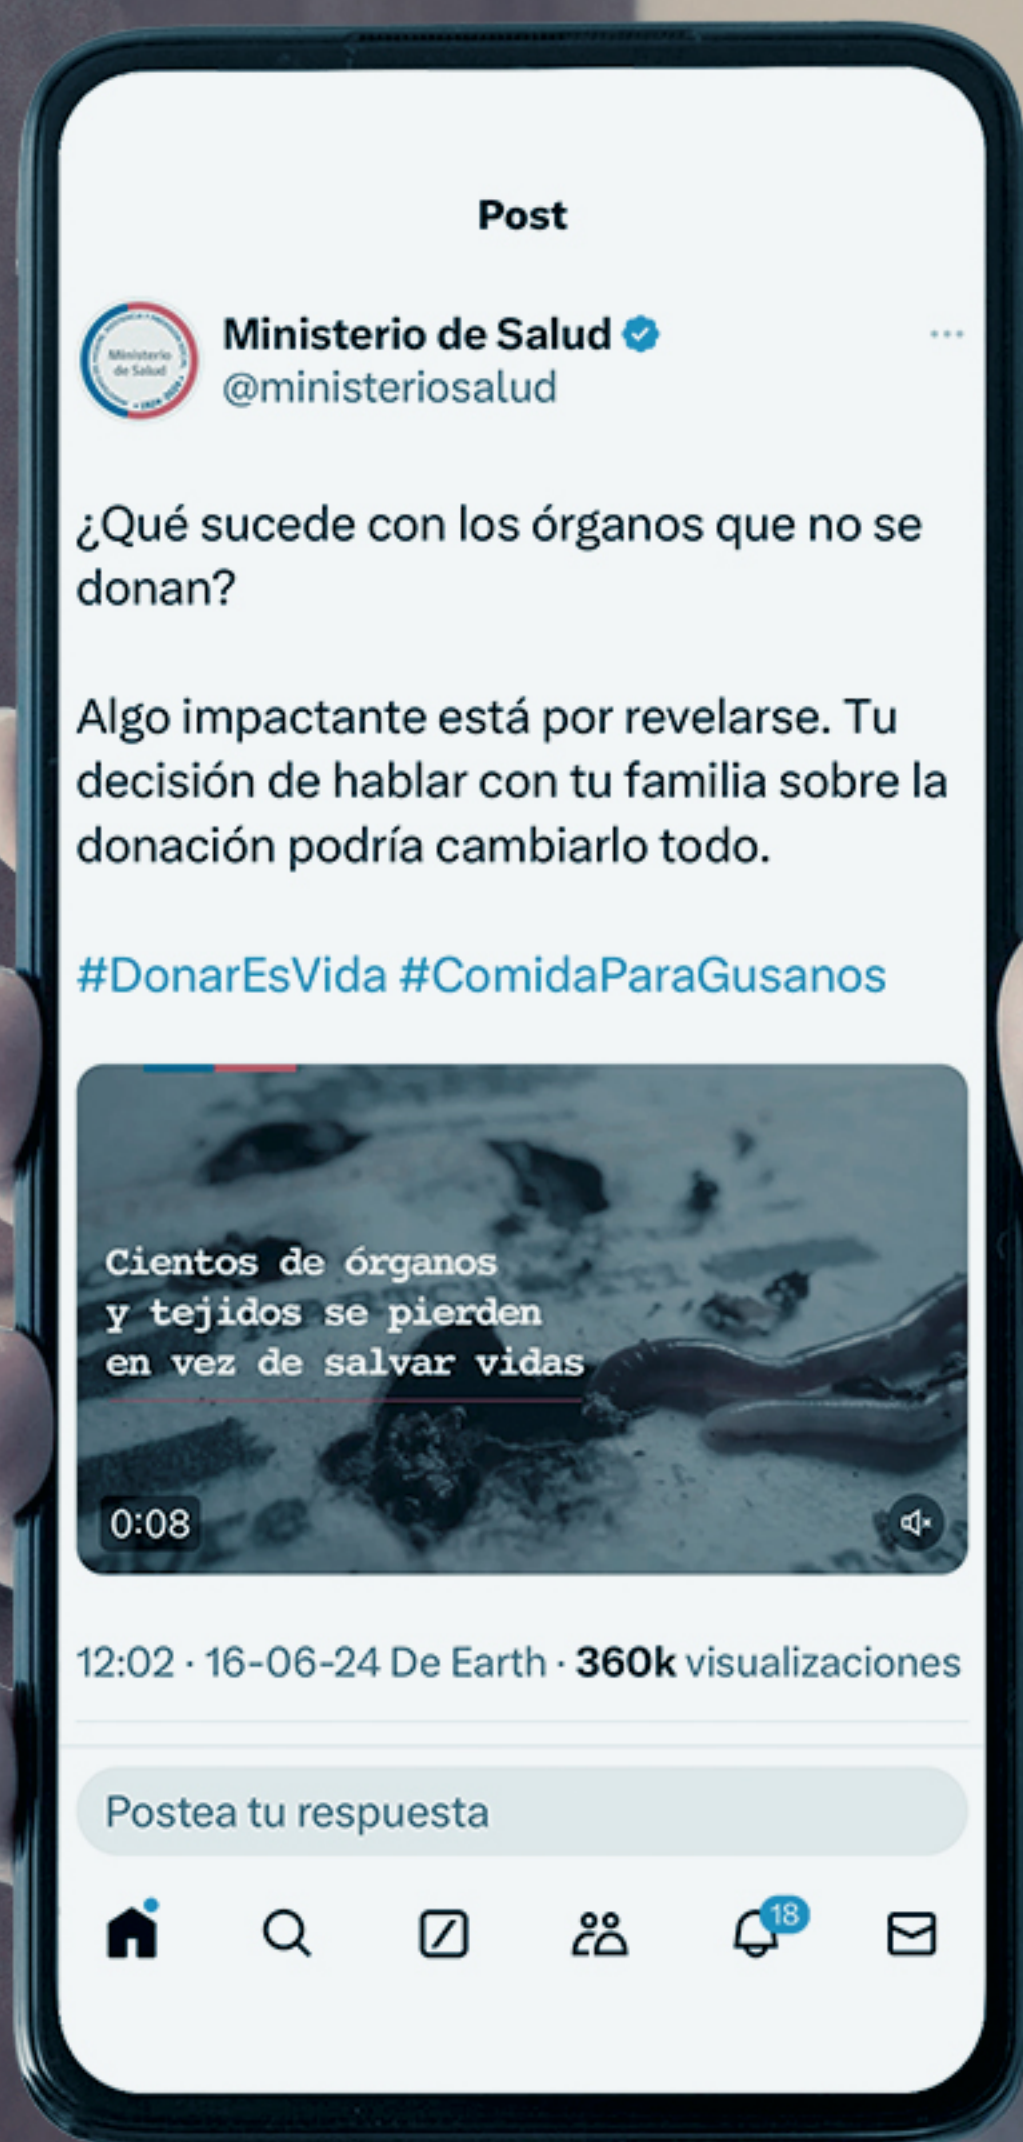 Post
Ministerio de Salud
@ministeriosalud
Ministerio
de Salud
¿Qué sucede con los órganos que no se
donan?
Algo impactante está por revelarse. Tu
decisión de hablar con tu familia sobre la
donación podría cambiarlo todo.
#DonarEsVida #ComidaParaGusanos
Cientos de órganos
y tejidos se pierden
en vez de salvar vidas
0:08
12:02 · 16-06-24 De Earth · 360k visualizaciones
Postea tu respuesta
18